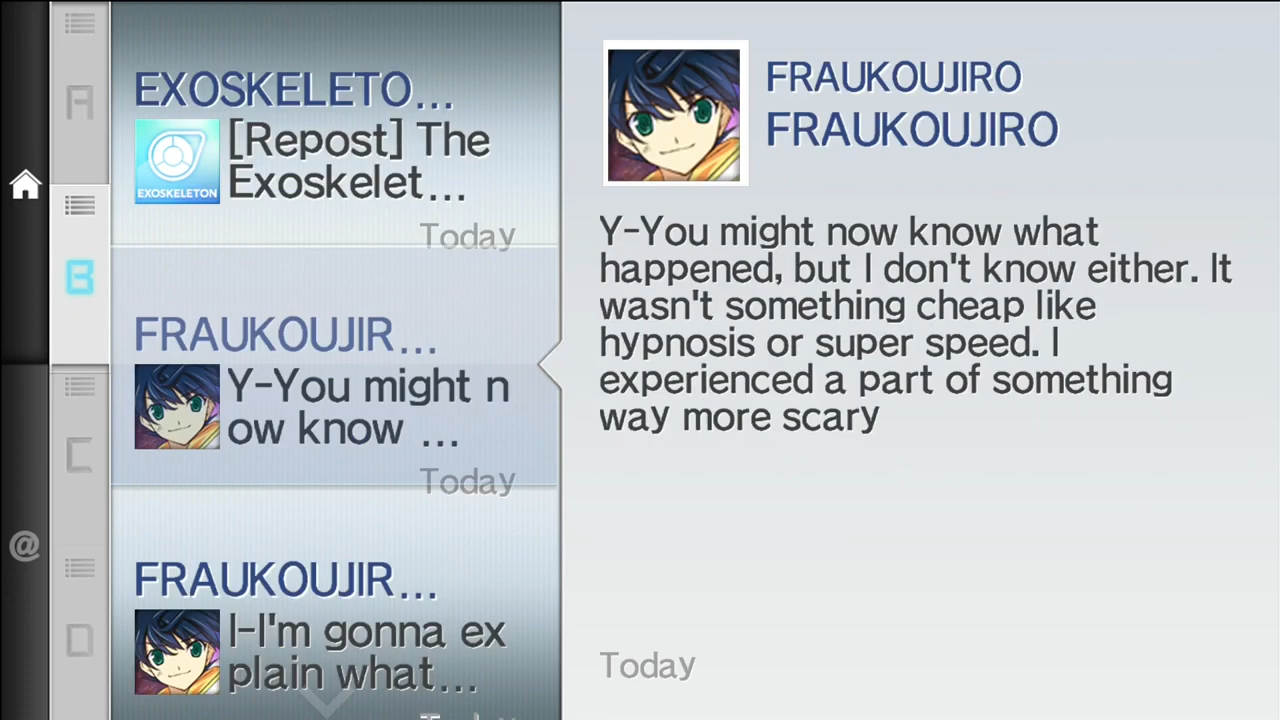 A
B
C
D
@
EXOSKELETO...
[Repost] The
Exoskelet...
EXOSKELETON
Today
FRAUKOUJIR...
Y-You might n
ow know ...
Today
FRAUKOUJIR...
I-I'm gonna ex
plain what...
Today
FRAUKOUJIRO
FRAUKOUJIRO
Y-You might now know what
happened, but I don't know either. It
wasn't something cheap like
hypnosis or super speed. I
experienced a part of something
way more scary
Today